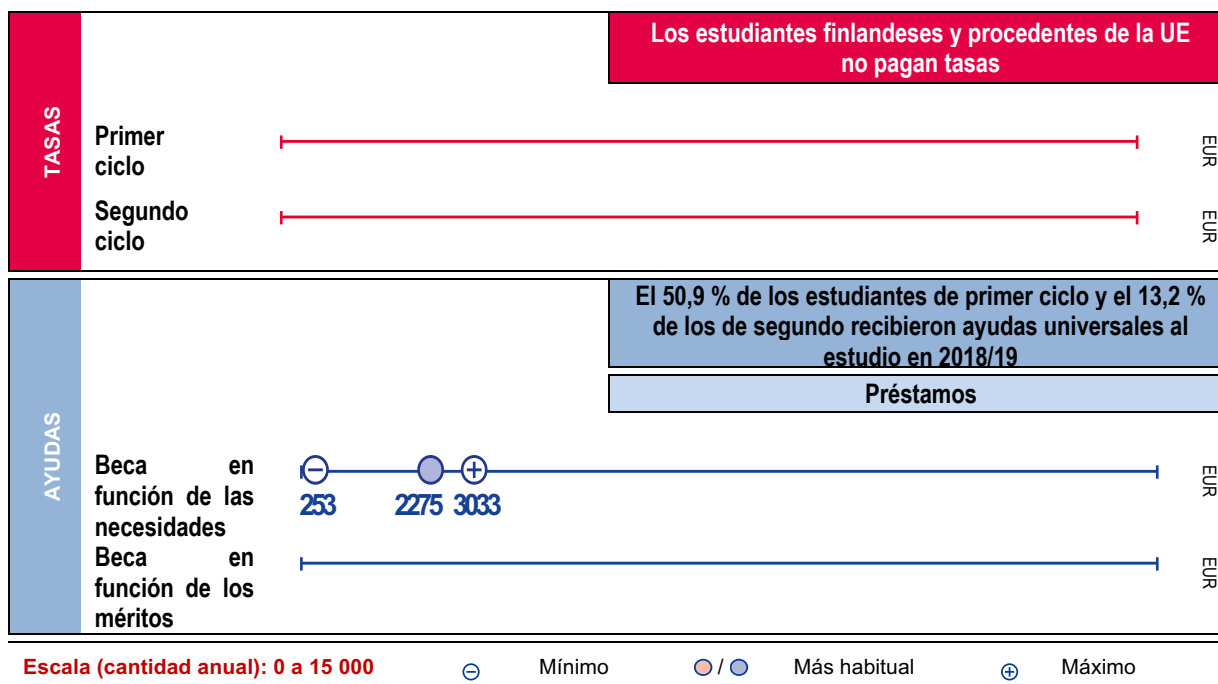 Los estudiantes finlandeses y procedentes de la UE
no pagan tasas
TASAS
Primer
ciclo
EUR
Segundo
ciclo
EUR
El 50,9 % de los estudiantes de primer ciclo y el 13,2 %
de los de segundo recibieron ayudas universales al
estudio en 2018/19
Préstamos
AYUDAS
Beca en
función de las
necesidades
253 2275 3033
EUR
Beca en
función de los
méritos
EUR
Escala (cantidad anual): 0 a 15 000 Mínimo / Más habitual Máximo